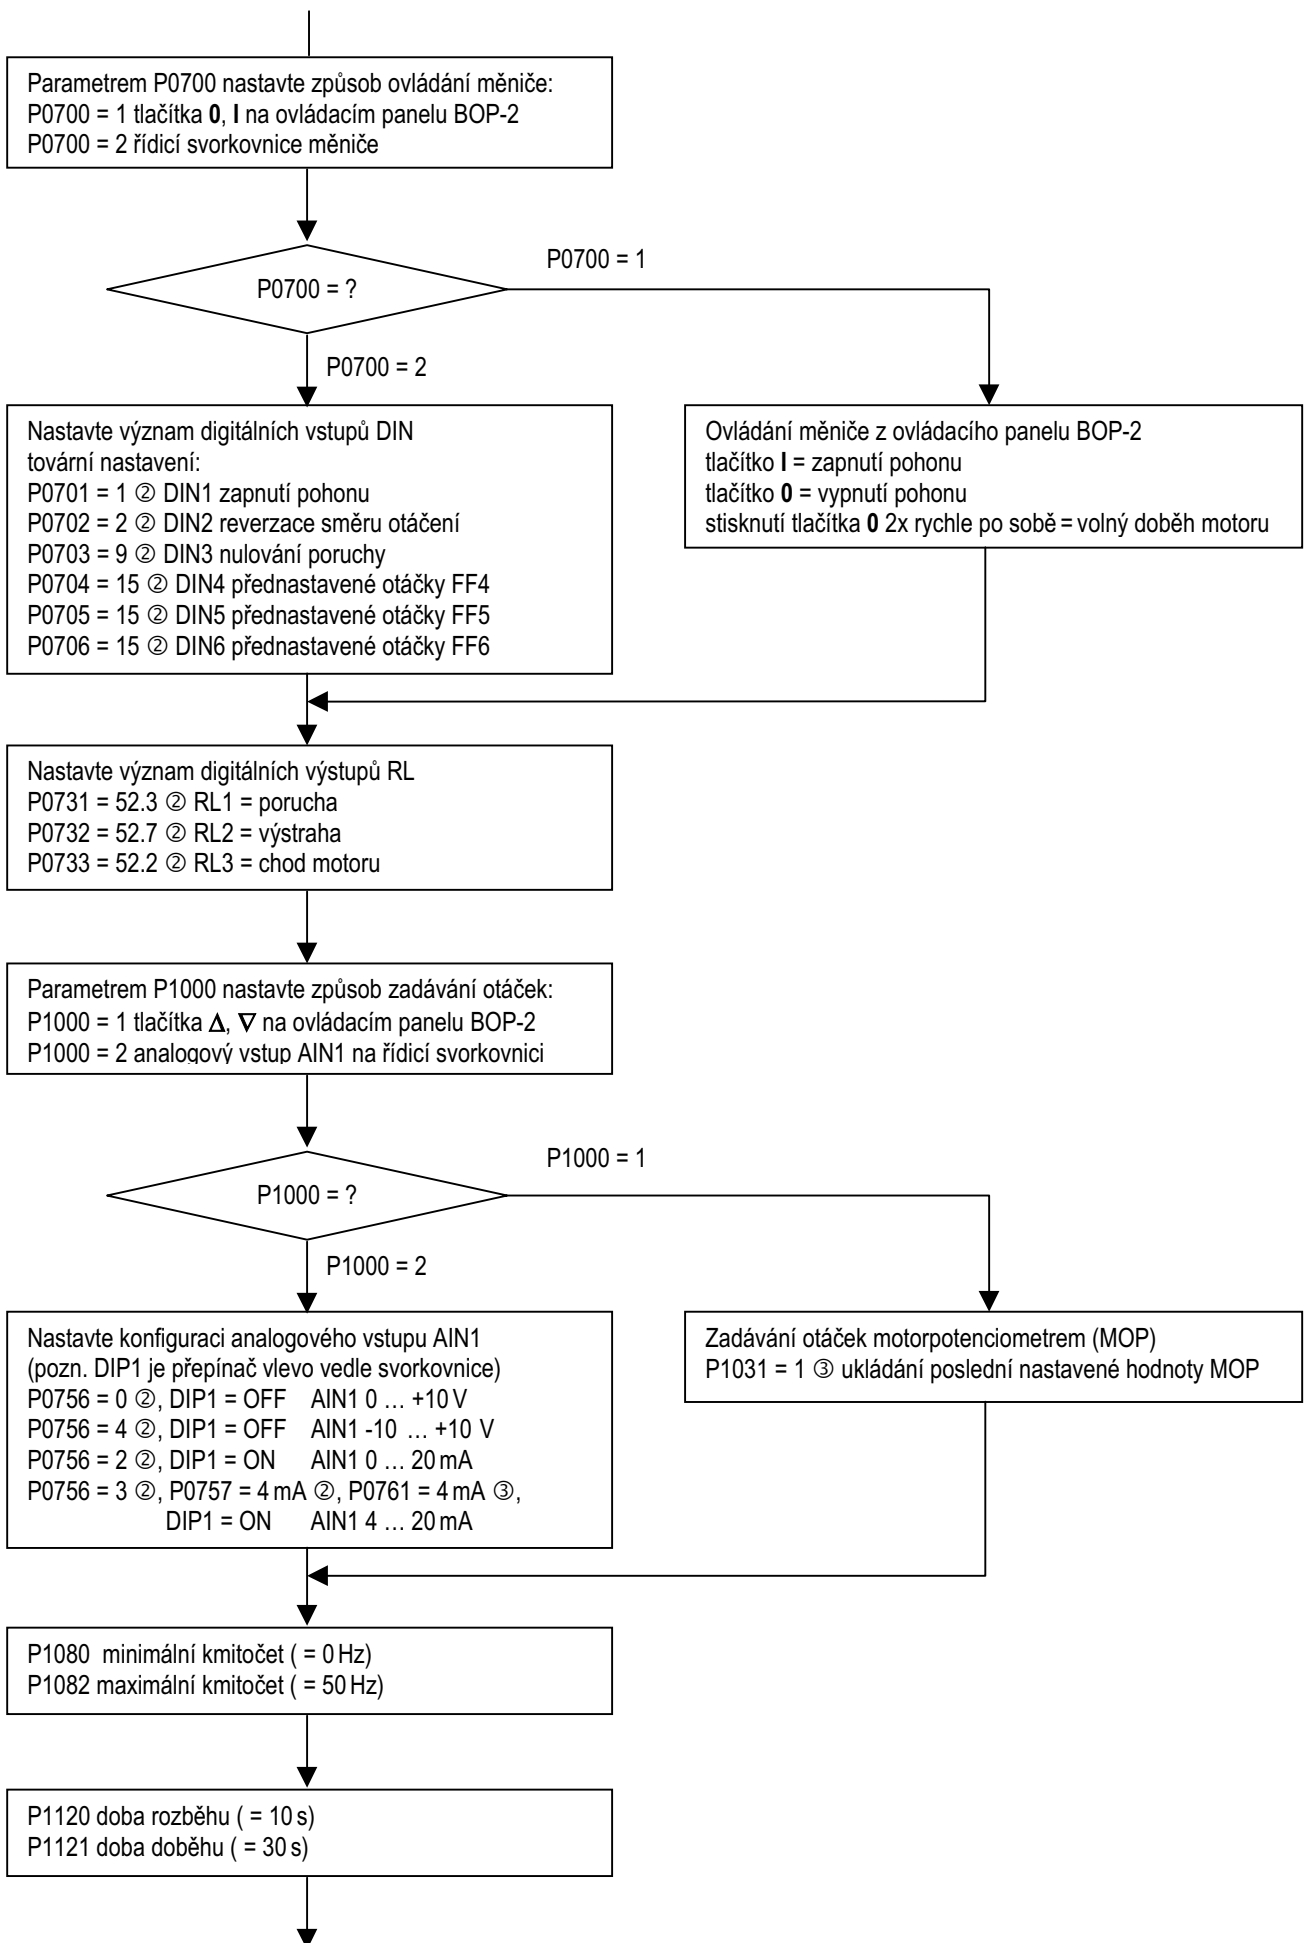 Parametrem P0700 nastavte způsob ovládání měniče:
P0700 = 1 tlačítka 0, I na ovládacím panelu BOP-2
P0700 = 2 řídicí svorkovnice měniče
P0700 = 1
P0700 = ?
P0700 = 2
Nastavte význam digitálních vstupů DIN
tovární nastavení:
P0701 = 1 ② DIN1 zapnutí pohonu
P0702 = 2 ② DIN2 reverzace směru otáčení
P0703 = 9 ② DIN3 nulování poruchy
P0704 = 15 ② DIN4 přednastavené otáčky FF4
P0705 = 15 ② DIN5 přednastavené otáčky FF5
P0706 = 15 ② DIN6 přednastavené otáčky FF6
Ovládání měniče z ovládacího panelu BOP-2
tlačítko I = zapnutí pohonu
tlačítko 0 = vypnutí pohonu
stisknutí tlačítka 0 2x rychle po sobě = volný doběh motoru
Nastavte význam digitálních výstupů RL
P0731 = 52.3 ② RL1 = porucha
P0732 = 52.7 ② RL2 = výstraha
P0733 = 52.2 ② RL3 = chod motoru
Parametrem P1000 nastavte způsob zadávání otáček:
P1000 = 1 tlačítka Δ, ∇ na ovládacím panelu BOP-2
P1000 = 2 analogový vstup AIN1 na řídicí svorkovnici
P1000 = 1
P1000 = ?
P1000 = 2
Nastavte konfiguraci analogového vstupu AIN1
(pozn. DIP1 je přepínač vlevo vedle svorkovnice)
P0756 = 0 ②, DIP1 = OFF AIN1 0 … +10 V
P0756 = 4 ②, DIP1 = OFF AIN1 -10 … +10 V
P0756 = 2 ②, DIP1 = ON AIN1 0 … 20 mA
P0756 = 3 ②, P0757 = 4 mA ②, P0761 = 4 mA ③,
DIP1 = ON AIN1 4 … 20 mA
Zadávání otáček motorpotenciometrem (MOP)
P1031 = 1 ③ ukládání poslední nastavené hodnoty MOP
P1080 minimální kmitočet ( = 0 Hz)
P1082 maximální kmitočet ( = 50 Hz)
P1120 doba rozběhu ( = 10 s)
P1121 doba doběhu ( = 30 s)